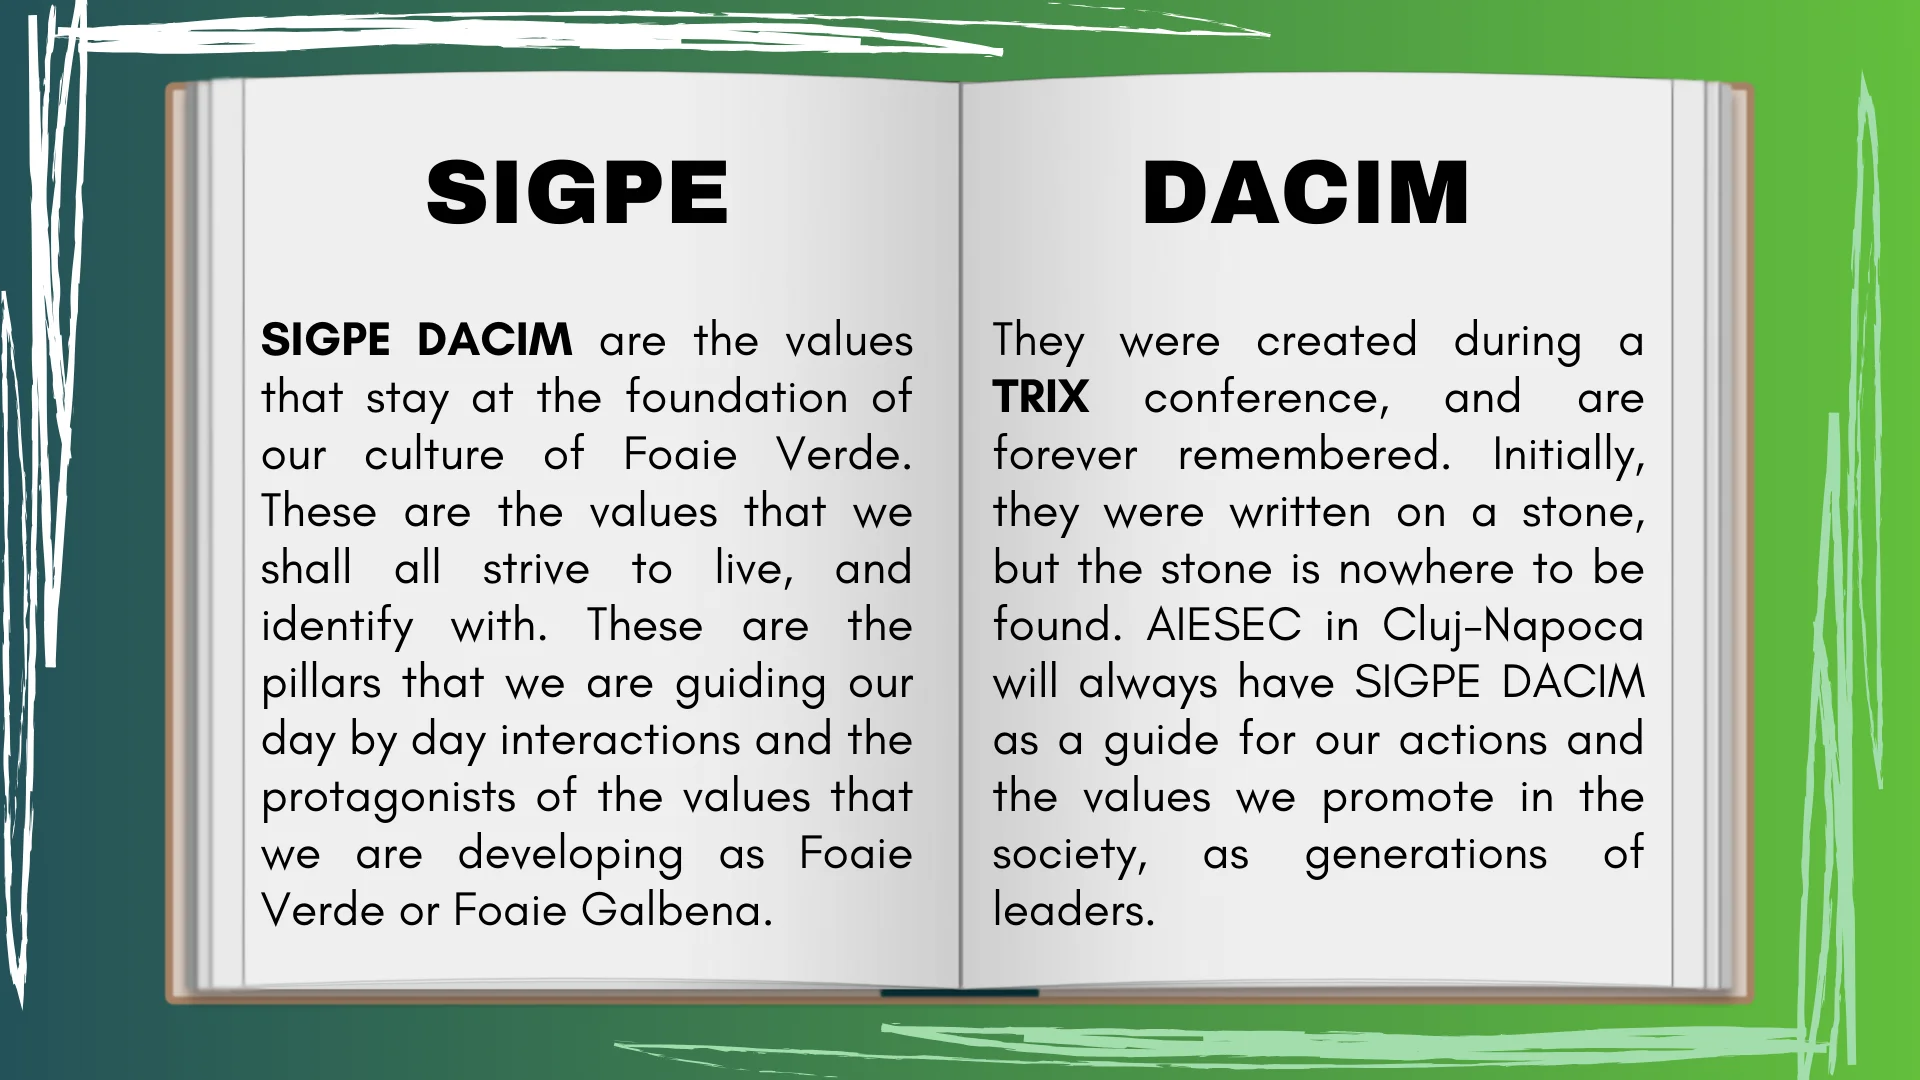 SIGPE
SIGPE DACIM are the values
that stay at the foundation of
our culture of Foaie Verde.
These are the values that we
shall all strive to live, and
identify with. These are the
pillars that we are guiding our
day by day interactions and the
protagonists of the values that
we are developing as Foaie
Verde or Foaie Galbena.
DACIM
They were created during a
TRIX conference, and are
forever remembered. Initially,
they were written on a stone,
but the stone is nowhere to be
found. AIESEC in Cluj-Napoca
will always have SIGPE DACIM
as a guide for our actions and
the values we promote in the
society, as generations of
leaders.